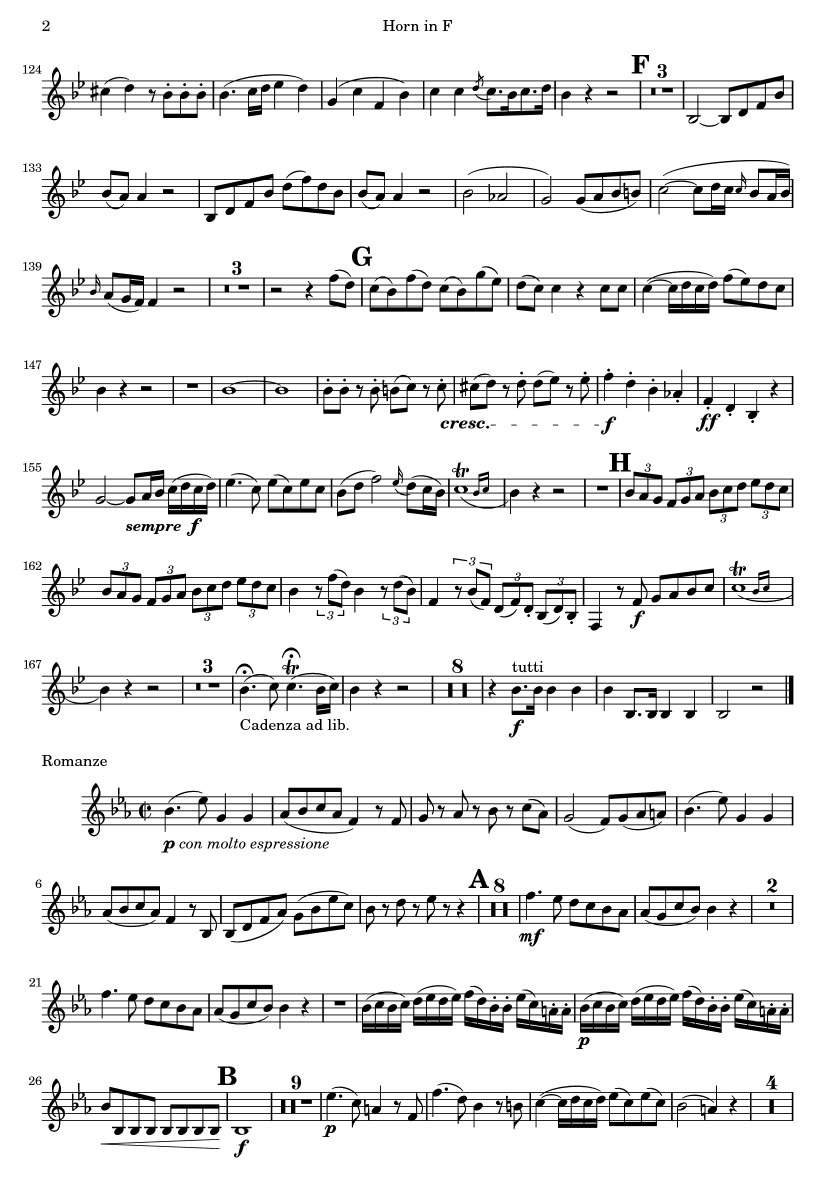 2 Horn in F
124 F 3
133
139 3 G
147 cresc. f ff
155 sempre f tr H
3 3 3 3
162 3 3 3 3 3 3 3 3 f tr
167 3 tr 8 tutti
Cadenza ad lib. f
Romanze
p con molto espressione
6 A 8 mf 2
21 p
26 B 9 f p 4